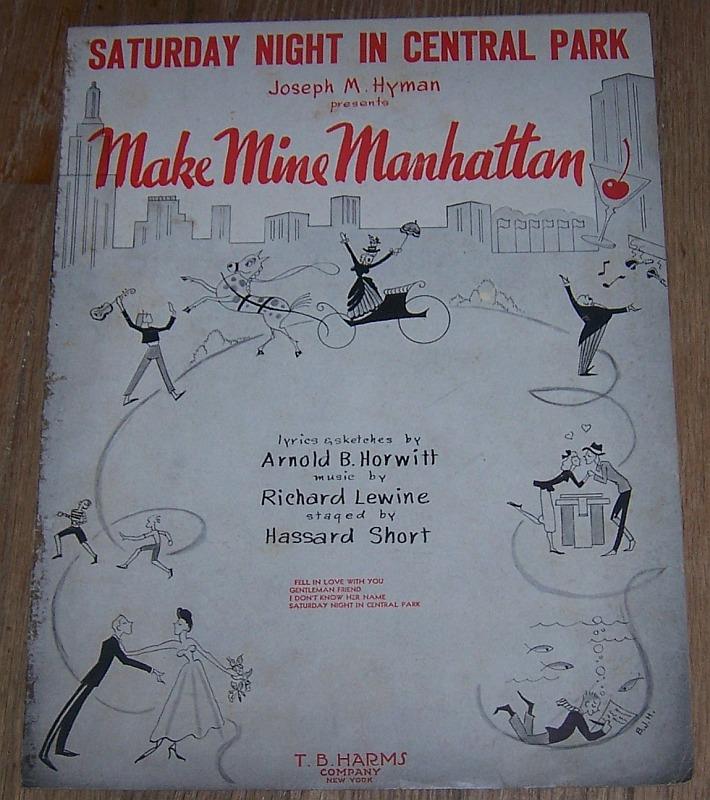 SATURDAY NIGHT IN CENTRAL PARK
Joseph M. Hyman
presents
Make Mine Manhattan
lyrics & sketches by
Arnold B. Horwitt
music by
Richard Lewine
staged by
Hassard Short
FELL IN LOVE WITH YOU
GENTLEMAN FRIEND
I DON'T KNOW HER NAME
SATURDAY NIGHT IN CENTRAL PARK
B.J.H.
T. B. HARMS
COMPANY
NEW YORK